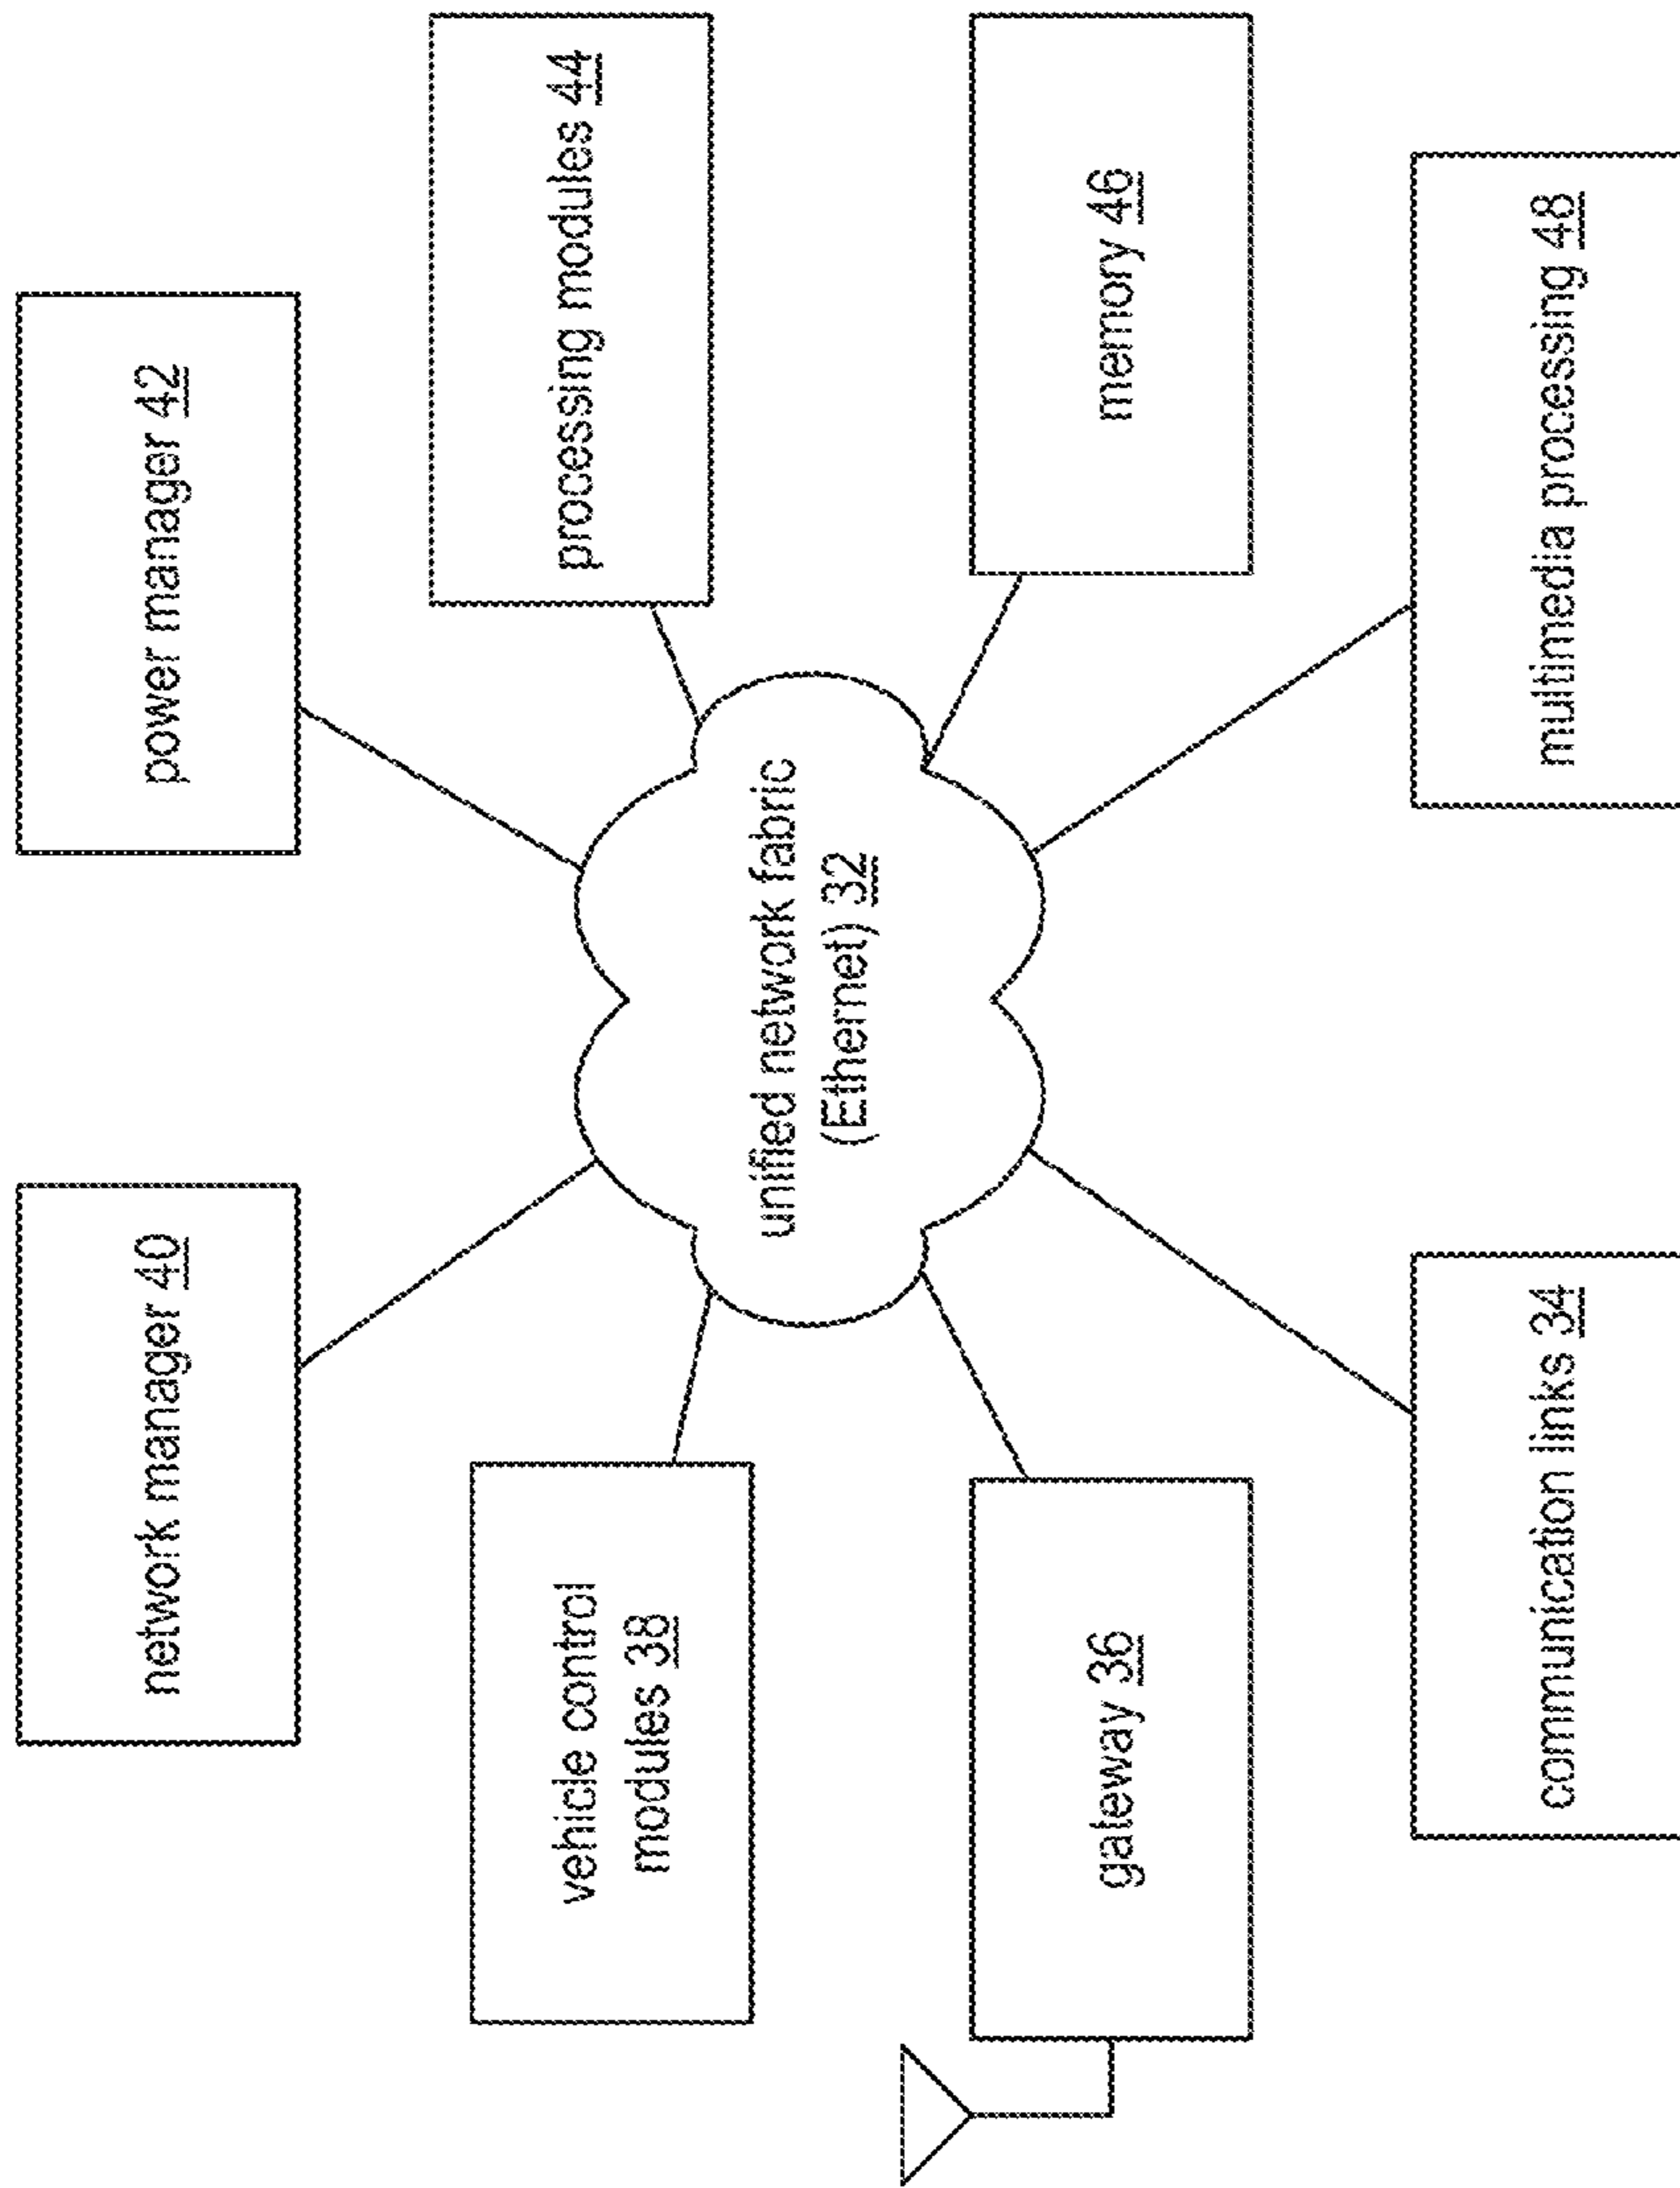 network manager 40
power manager 42
vehicle control
modules 38
processing modules 44
unified network fabric
(Ethernet) 32
gateway 36
memory 46
communication links 34
multimedia processing 48